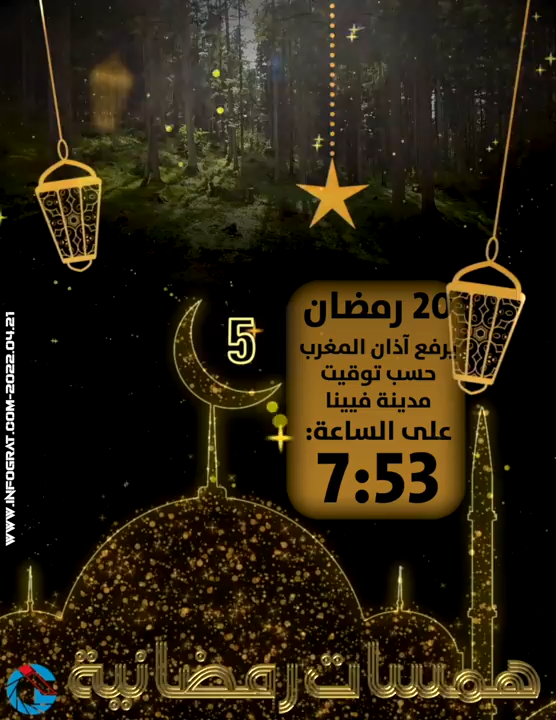 20 رمضان
يرفع آذان المغرب
حسب توقيت
مدينة فيينا
على الساعة:
7:53
5
WWW.INFOGRAT.COM-2022.04.21
همسات رمضانية